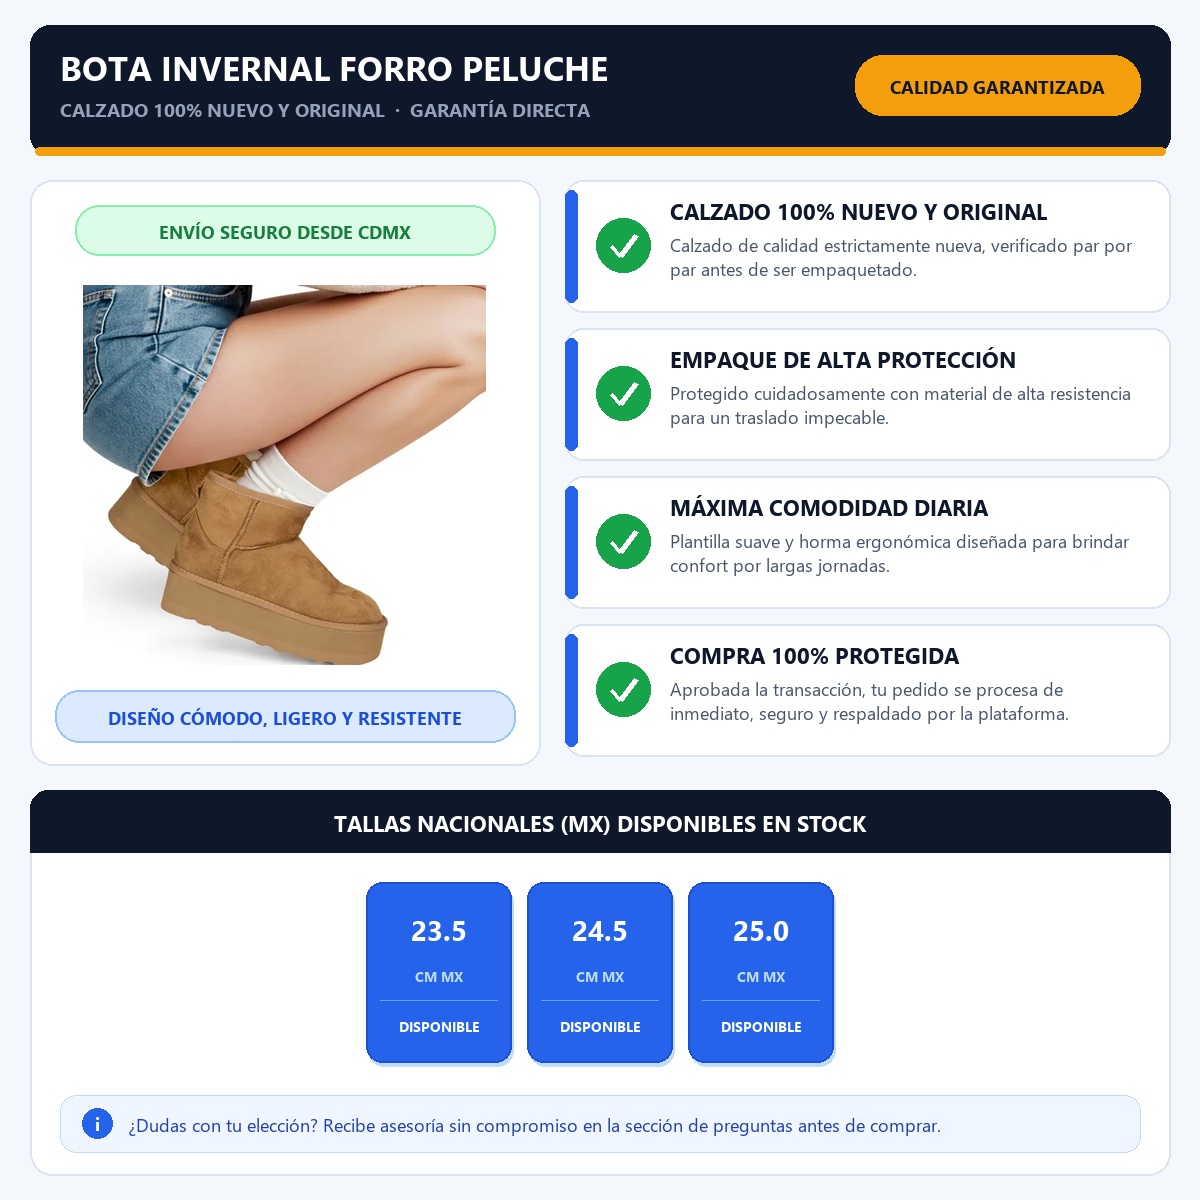 BOTA INVERNAL FORRO PELUCHE
CALZADO 100% NUEVO Y ORIGINAL · GARANTÍA DIRECTA
CALIDAD GARANTIZADA
ENVÍO SEGURO DESDE CDMX
DISEÑO CÓMODO, LIGERO Y RESISTENTE
CALZADO 100% NUEVO Y ORIGINAL
Calzado de calidad estrictamente nueva, verificado par por
par antes de ser empaquetado.
EMPAQUE DE ALTA PROTECCIÓN
Protegido cuidadosamente con material de alta resistencia
para un traslado impecable.
MÁXIMA COMODIDAD DIARIA
Plantilla suave y horma ergonómica diseñada para brindar
confort por largas jornadas.
COMPRA 100% PROTEGIDA
Aprobada la transacción, tu pedido se procesa de
inmediato, seguro y respaldado por la plataforma.
TALLAS NACIONALES (MX) DISPONIBLES EN STOCK
23.5
CM MX
DISPONIBLE
24.5
CM MX
DISPONIBLE
25.0
CM MX
DISPONIBLE
¿Dudas con tu elección? Recibe asesoría sin compromiso en la sección de preguntas antes de comprar.